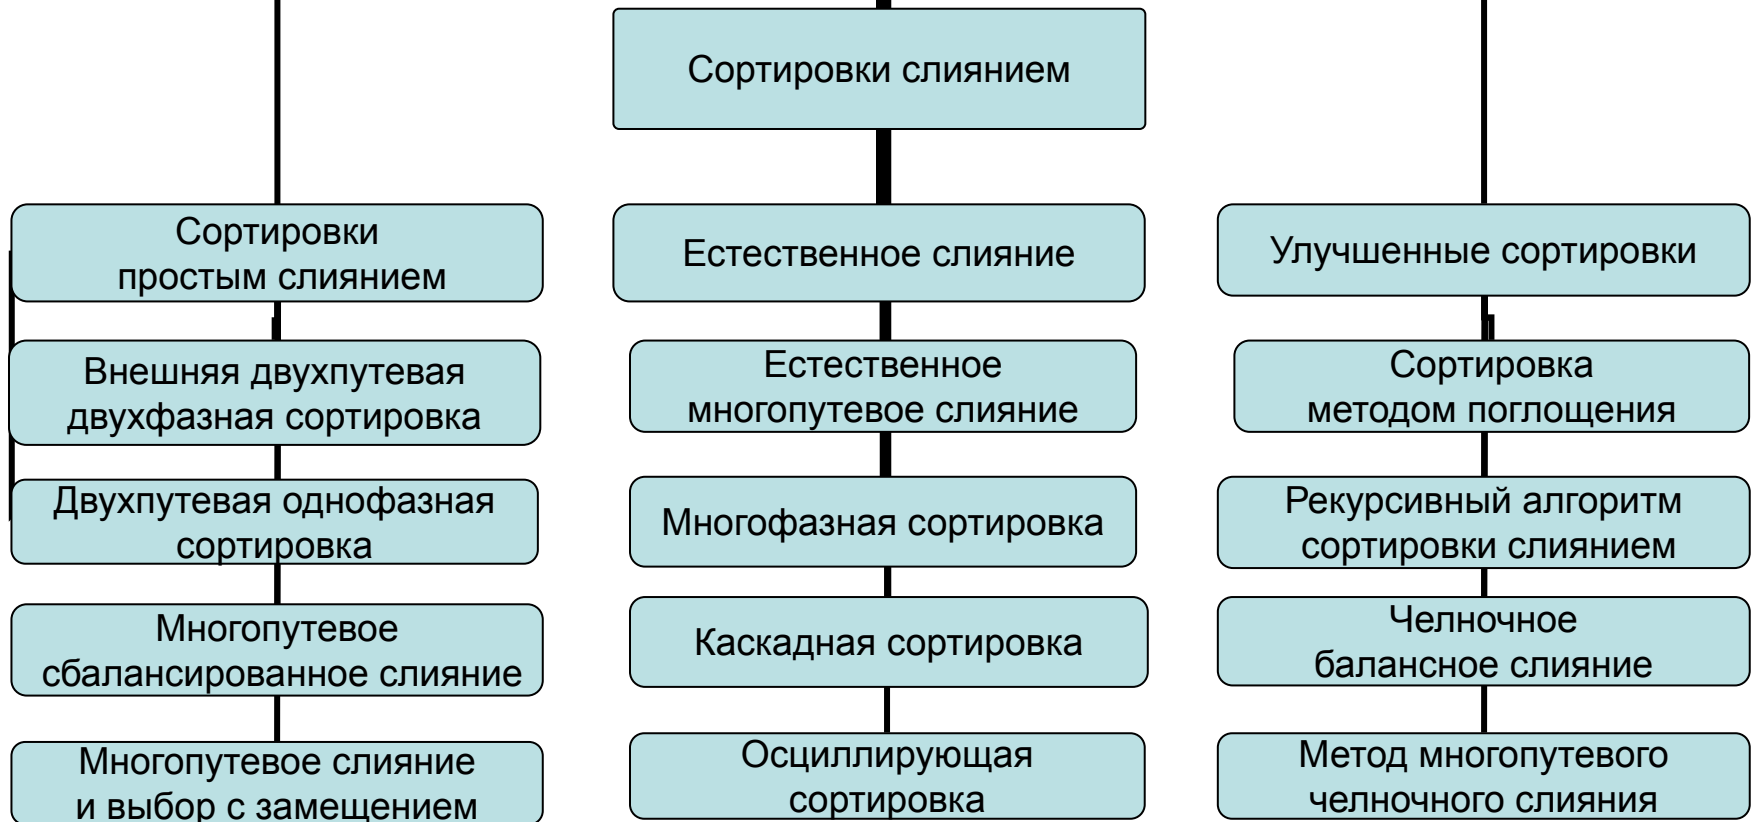 Сортировки слиянием
Сортировки
простым слиянием
Внешняя двухпутевая
двухфазная сортировка
Двухпутевая однофазная
сортировка
Многопутевое
сбалансированное слияние
Многопутевое слияние
и выбор с замещением
Естественное слияние
Естественное
многопутевое слияние
Многофазная сортировка
Каскадная сортировка
Осциллирующая
сортировка
Улучшенные сортировки
Сортировка
методом поглощения
Рекурсивный алгоритм
сортировки слиянием
Челночное
балансное слияние
Метод многопутевого
челночного слияния